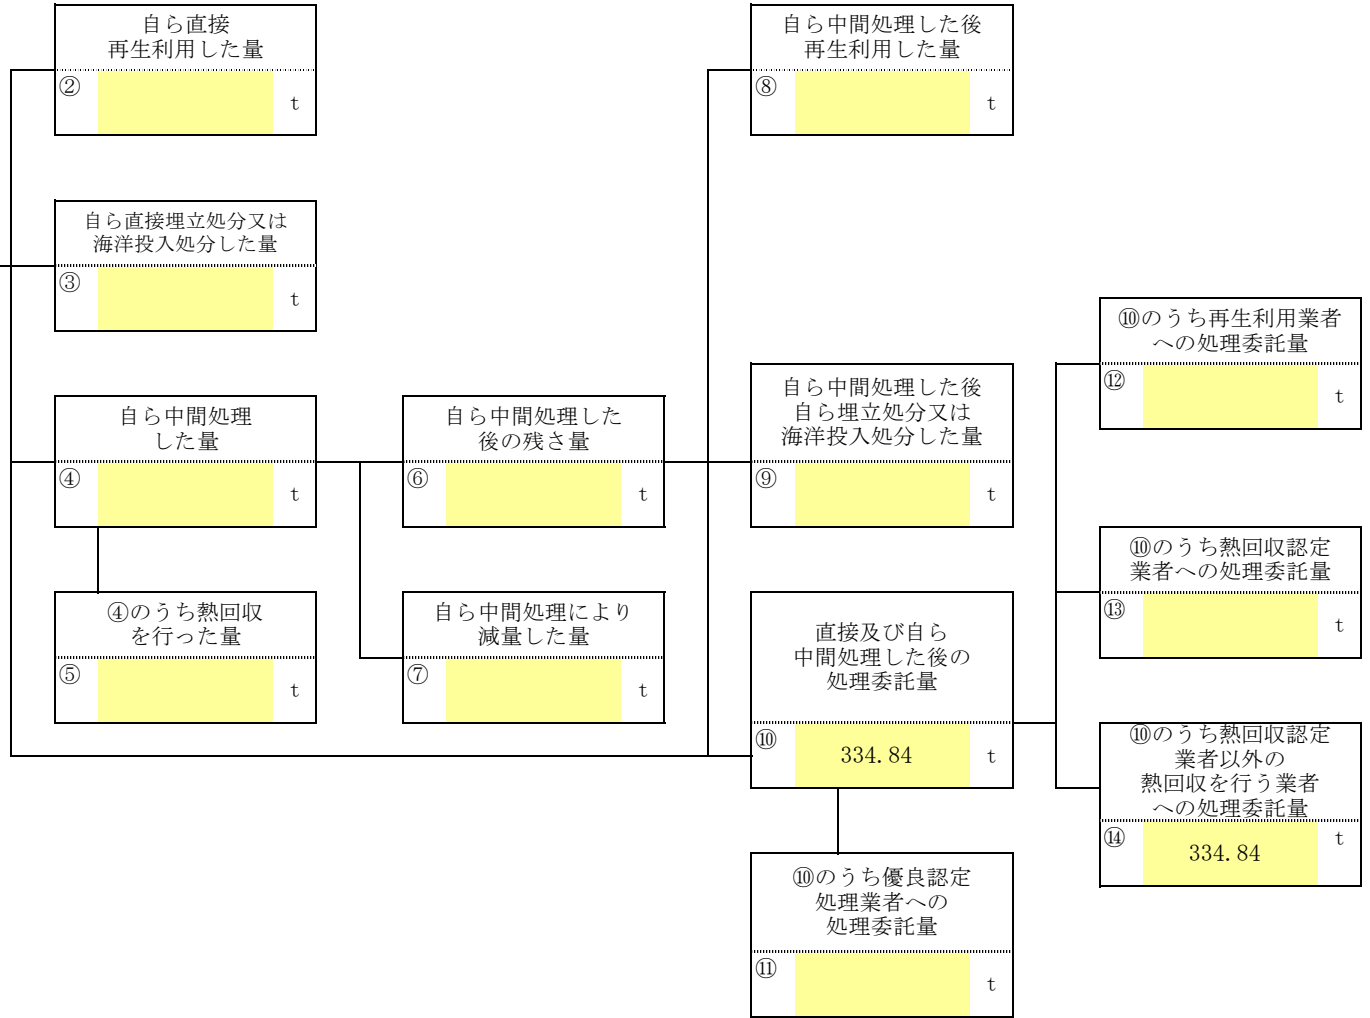 自ら直接
再生利用した量
②
t
自ら中間処理した後
再生利用した量
⑧
t
自ら直接埋立処分又は
海洋投入処分した量
③
t
⑩のうち再生利用業者
への処理委託量
⑫
t
自ら中間処理
した量
④
t
自ら中間処理した
後の残さ量
⑥
t
自ら中間処理した後
自ら埋立処分又は
海洋投入処分した量
⑨
t
⑩のうち熱回収認定
業者への処理委託量
⑬
t
④のうち熱回収
を行った量
⑤
t
自ら中間処理により
減量した量
⑦
t
直接及び自ら
中間処理した後の
処理委託量
⑩
334.84
t
⑩のうち熱回収認定
業者以外の
熱回収を行う業者
への処理委託量
⑭
334.84
t
⑩のうち優良認定
処理業者への
処理委託量
⑪
t